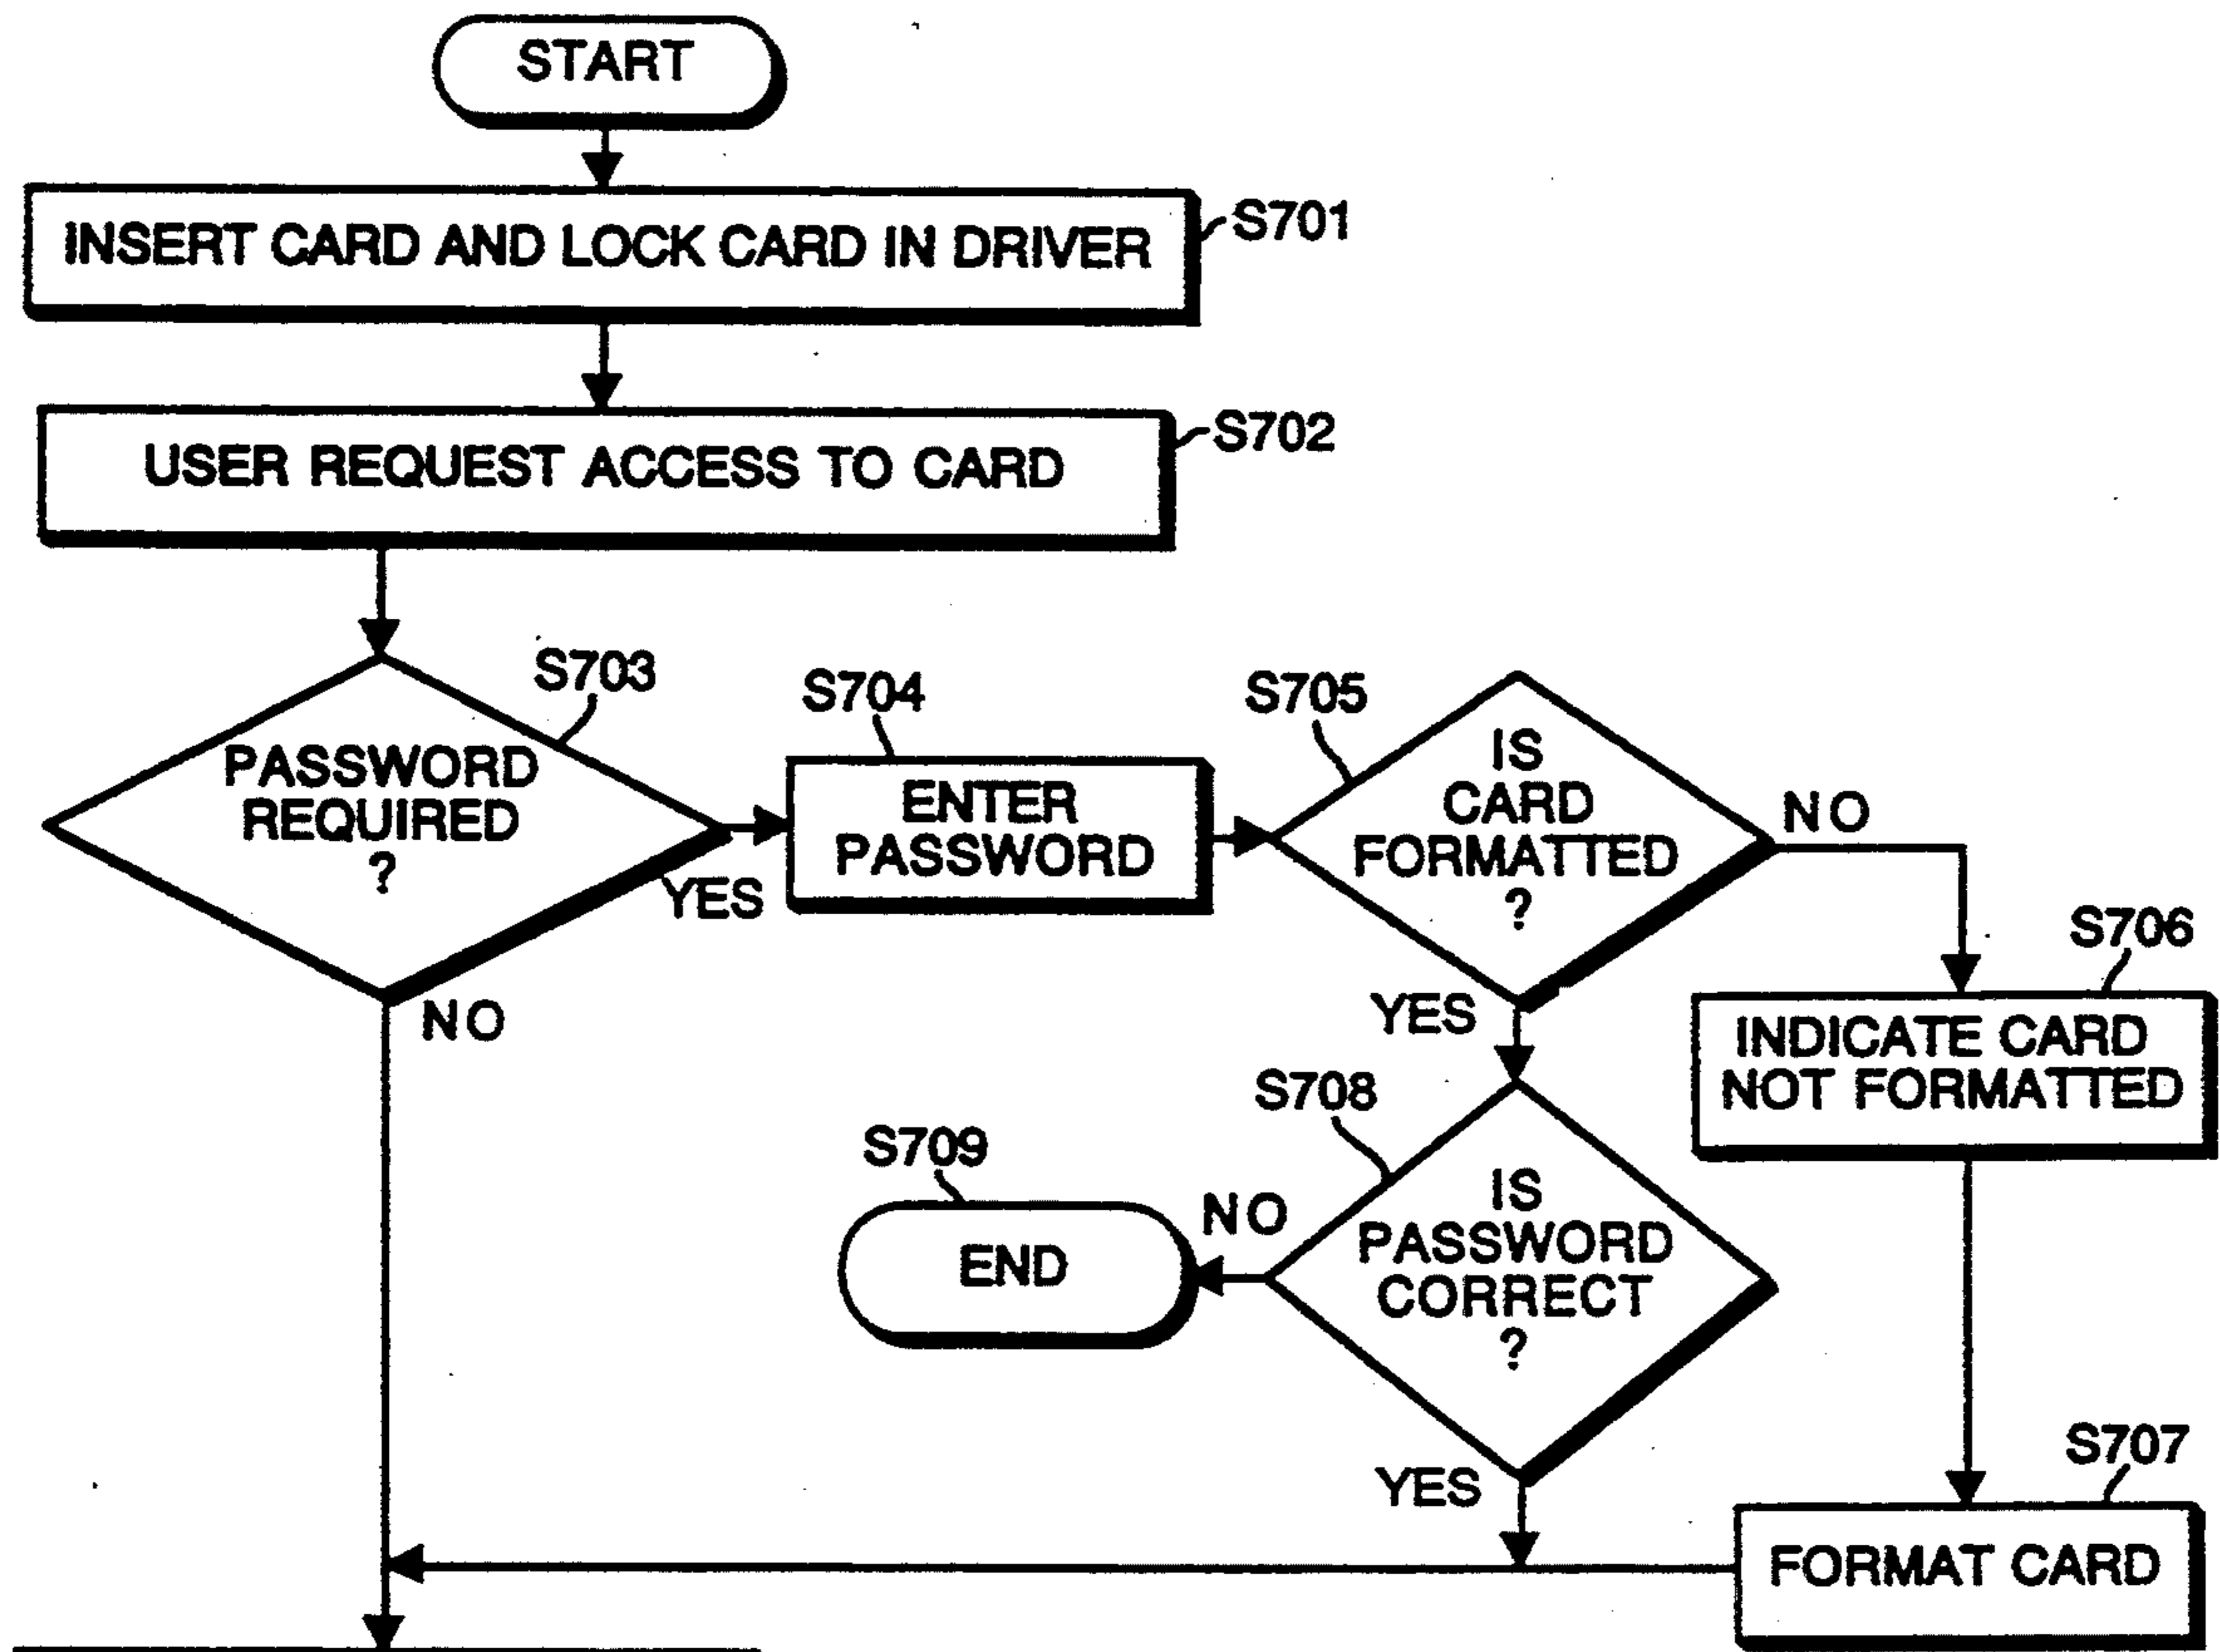 START
INSERT CARD AND LOCK CARD IN DRIVER
S701
USER REQUEST ACCESS TO CARD
S702
S703
PASSWORD
REQUIRED
?
YES
NO
S704
ENTER
PASSWORD
S705
IS
CARD
FORMATTED
?
NO
YES
S706
INDICATE CARD
NOT FORMATTED
S708
IS
PASSWORD
CORRECT
?
NO
YES
S709
END
S707
FORMAT CARD